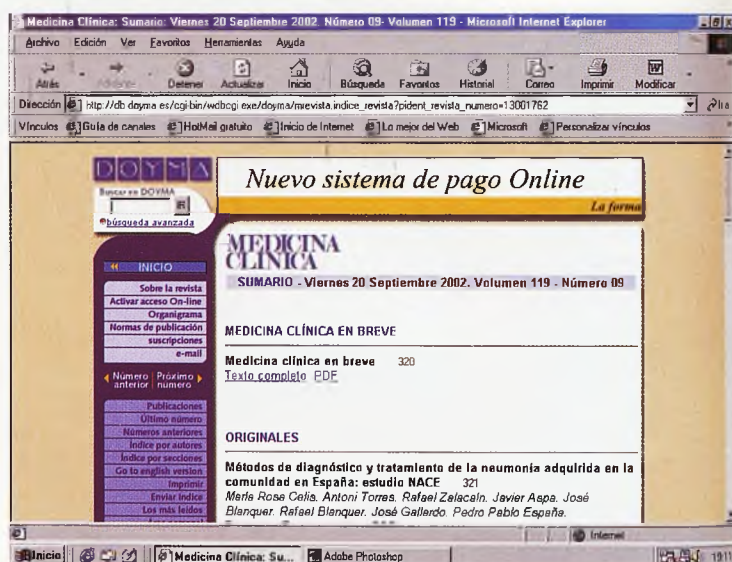 Medicina Clínica: Sumario: Viernes 20 Septiembre 2002. Número 09- Volumen 119 - Microsoft Internet Explorer
Archivo Edición Ver Favoritos Herramientas Ayuda
Atrás Detener Actualizar Inicio Búsqueda Favoritos Historial Correo Imprimir Modificar
Dirección http://db.doyma.es/cgi-bin/wdbcgi.exe/doyma/mrevista.indice_revista?pident_revista_numero=13001762
Vínculos Guía de canales HotMail gratuito Inicio de Internet Lo mejor del Web Microsoft Personalizar vínculos
DOYMA
Buscar en DOYMA
IR
búsqueda avanzada
Nuevo sistema de pago Online
La forma
INICIO
Sobre la revista
Activar acceso On-line
Organigrama
Normas de publicación
suscripciones
e-mail
Número anterior
Próximo número
Publicaciones
Último número
Números anteriores
Índice por autores
Índice por secciones
Go to english version
Imprimir
Enviar índice
Los más leídos
MEDICINA CLÍNICA
SUMARIO - Viernes 20 Septiembre 2002. Volumen 119 - Número 09
MEDICINA CLÍNICA EN BREVE
Medicina clínica en breve 320
Texto completo PDF
ORIGINALES
Métodos de diagnóstico y tratamiento de la neumonía adquirida en la
comunidad en España: estudio NACE 321
María Rosa Celis. Antoni Torres. Rafael Zalacaín. Javier Aspa. José
Blanquer. Rafael Blanquer. José Gallardo. Pedro Pablo España.
Internet
Inicio Medicina Clínica: Su... Adobe Photoshop 19:11